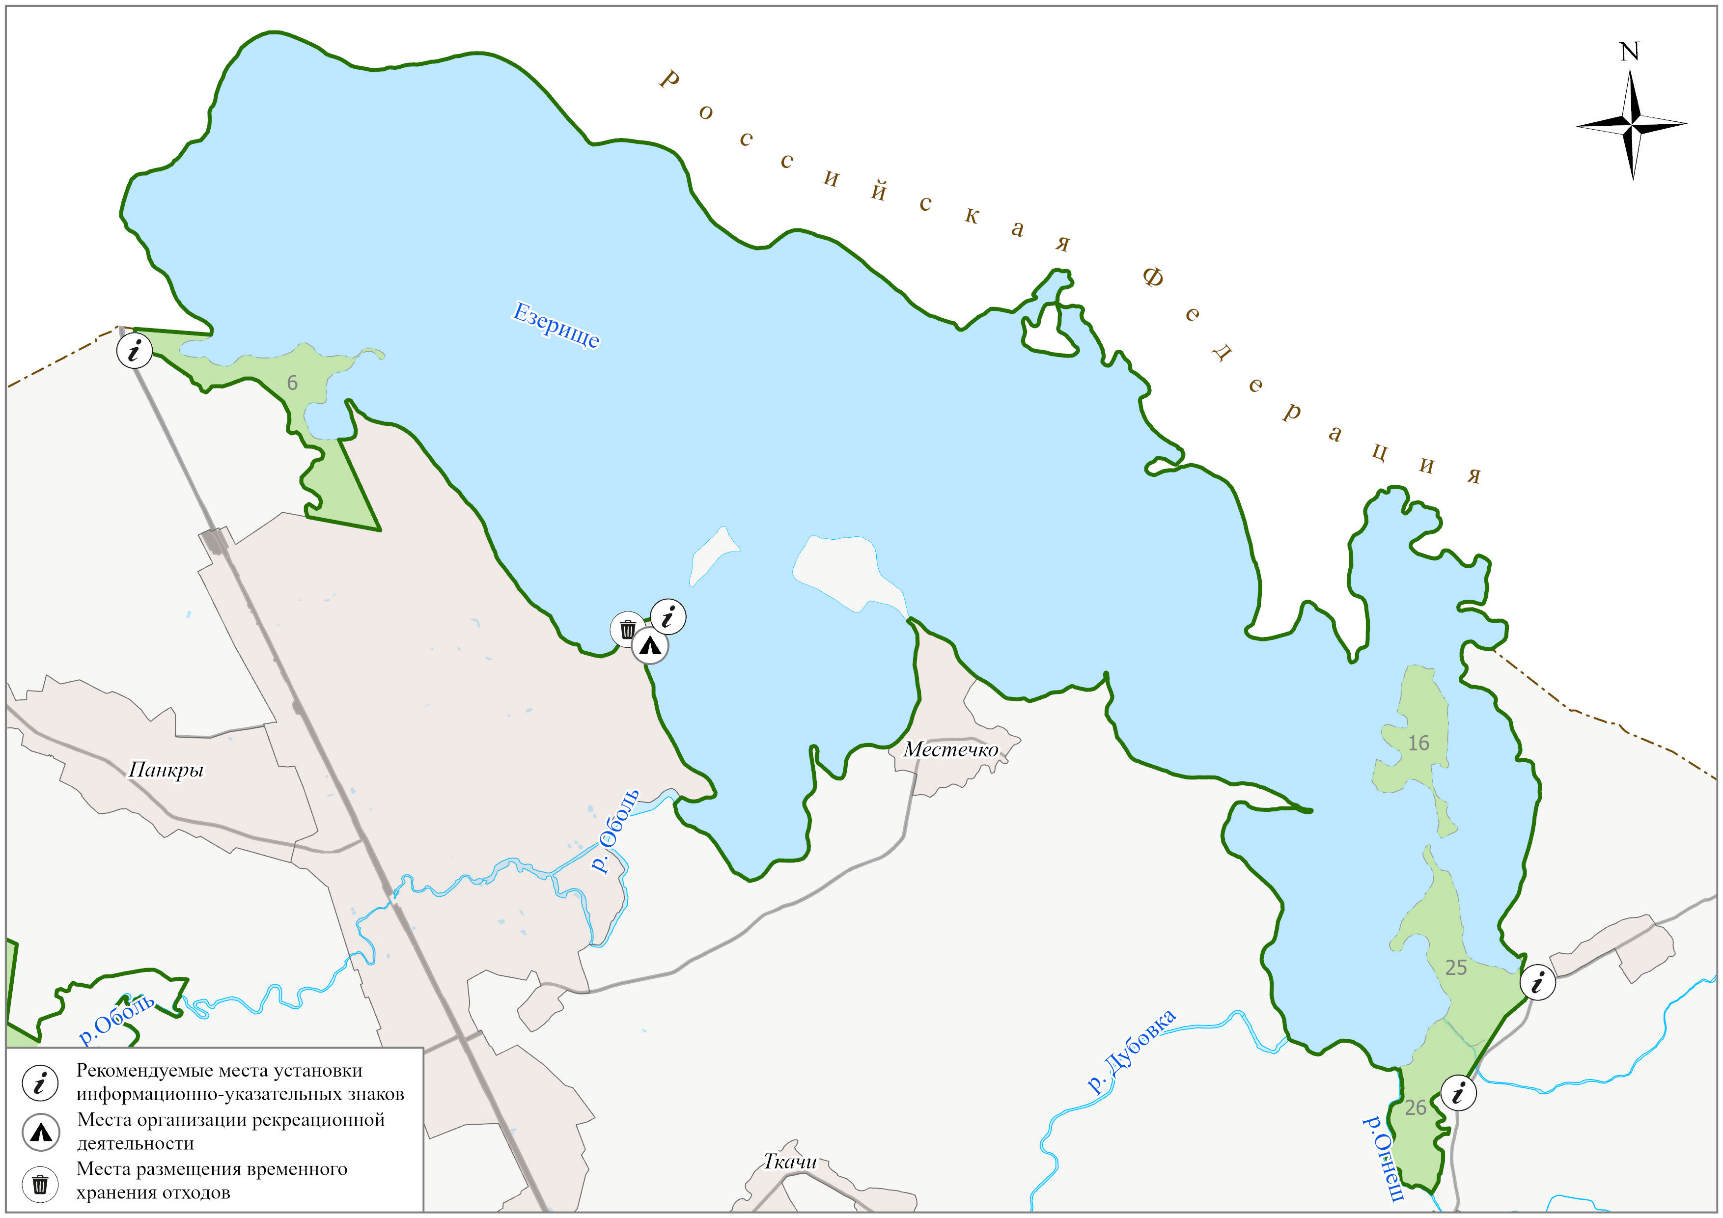 N
Российская Федерация
Езерище
6
16
Местечко
Панкры
р. Оболь
25
р.Оболь
р. Дубовка
26
р.Огнеш
Ткачи
Рекомендуемые места установки
информационно-указательных знаков
Места организации рекреационной
деятельности
Места размещения временного
хранения отходов